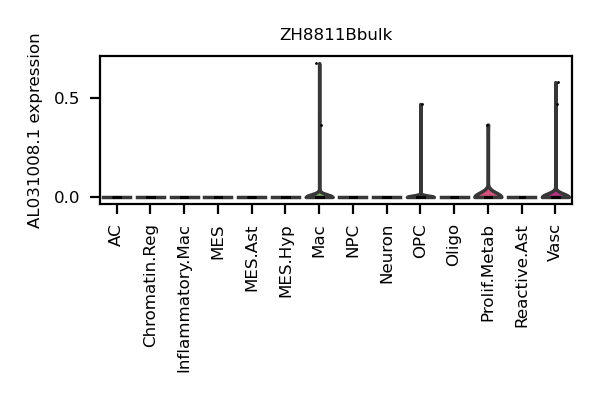 ZH8811Bbulk
AL031008.1 expression
0.5
0.0
AC
Chromatin.Reg
Inflammatory.Mac
MES
MES.Ast
MES.Hyp
Mac
NPC
Neuron
OPC
Oligo
Prolif.Metab
Reactive.Ast
Vasc